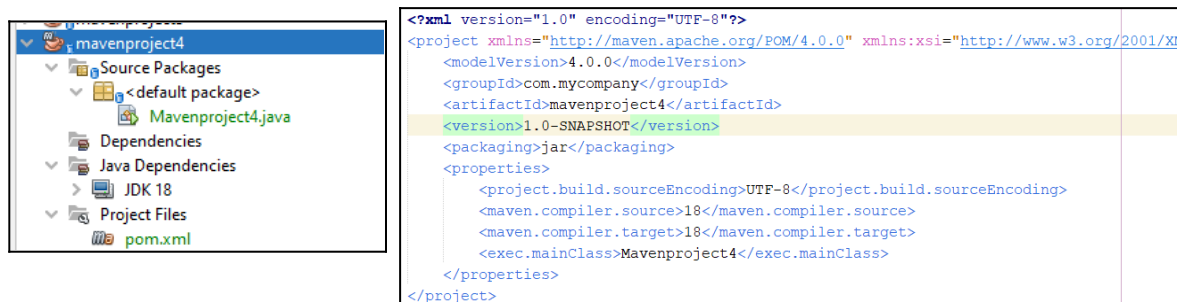 mavenproject4
Source Packages
<default package>
Mavenproject4.java
Dependencies
Java Dependencies
JDK 18
Project Files
pom.xml
<?xml version="1.0" encoding="UTF-8"?>
<project xmlns="http://maven.apache.org/POM/4.0.0" xmlns:xsi="http://www.w3.org/2001/
<modelVersion>4.0.0</modelVersion>
<groupId>com.mycompany</groupId>
<artifactId>mavenproject4</artifactId>
<version>1.0-SNAPSHOT</version>
<packaging>jar</packaging>
<properties>
<project.build.sourceEncoding>UTF-8</project.build.sourceEncoding>
<maven.compiler.source>18</maven.compiler.source>
<maven.compiler.target>18</maven.compiler.target>
<exec.mainClass>Mavenproject4</exec.mainClass>
</properties>
</project>